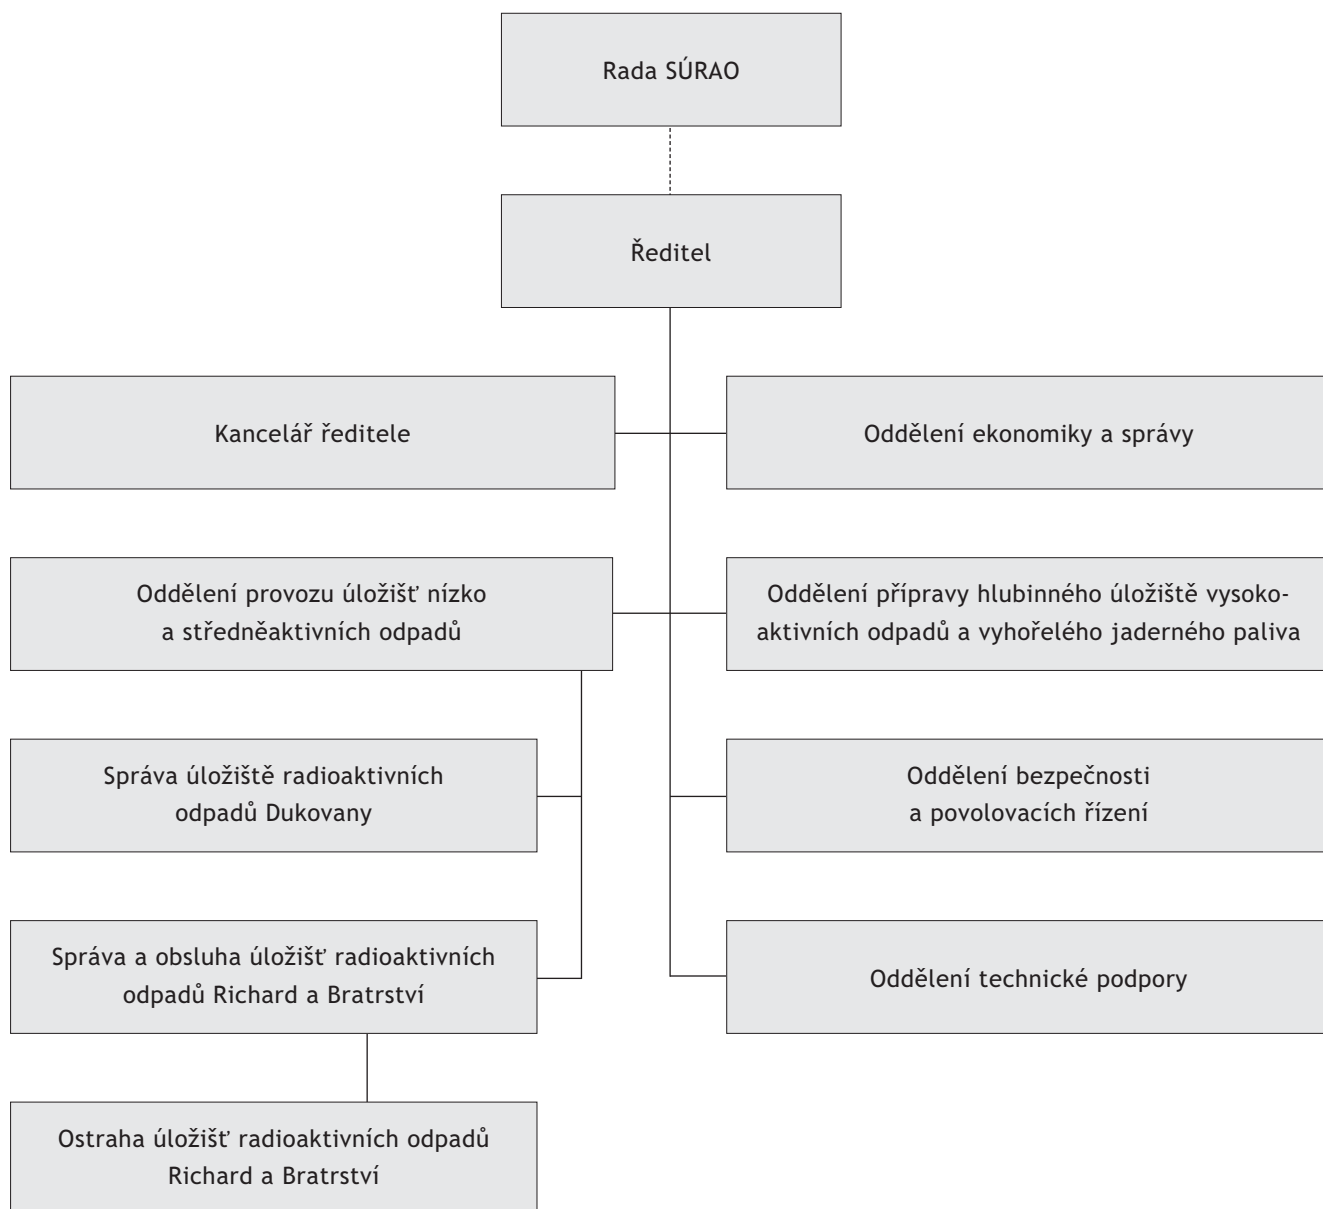 Rada SÚRAO
Ředitel
Kancelář ředitele
Oddělení ekonomiky a správy
Oddělení provozu úložišť nízko
a středněaktivních odpadů
Oddělení přípravy hlubinného úložiště vysoko-
aktivních odpadů a vyhořelého jaderného paliva
Správa úložiště radioaktivních
odpadů Dukovany
Oddělení bezpečnosti
a povolovacích řízení
Správa a obsluha úložišť radioaktivních
odpadů Richard a Bratrství
Oddělení technické podpory
Ostraha úložišť radioaktivních odpadů
Richard a Bratrství